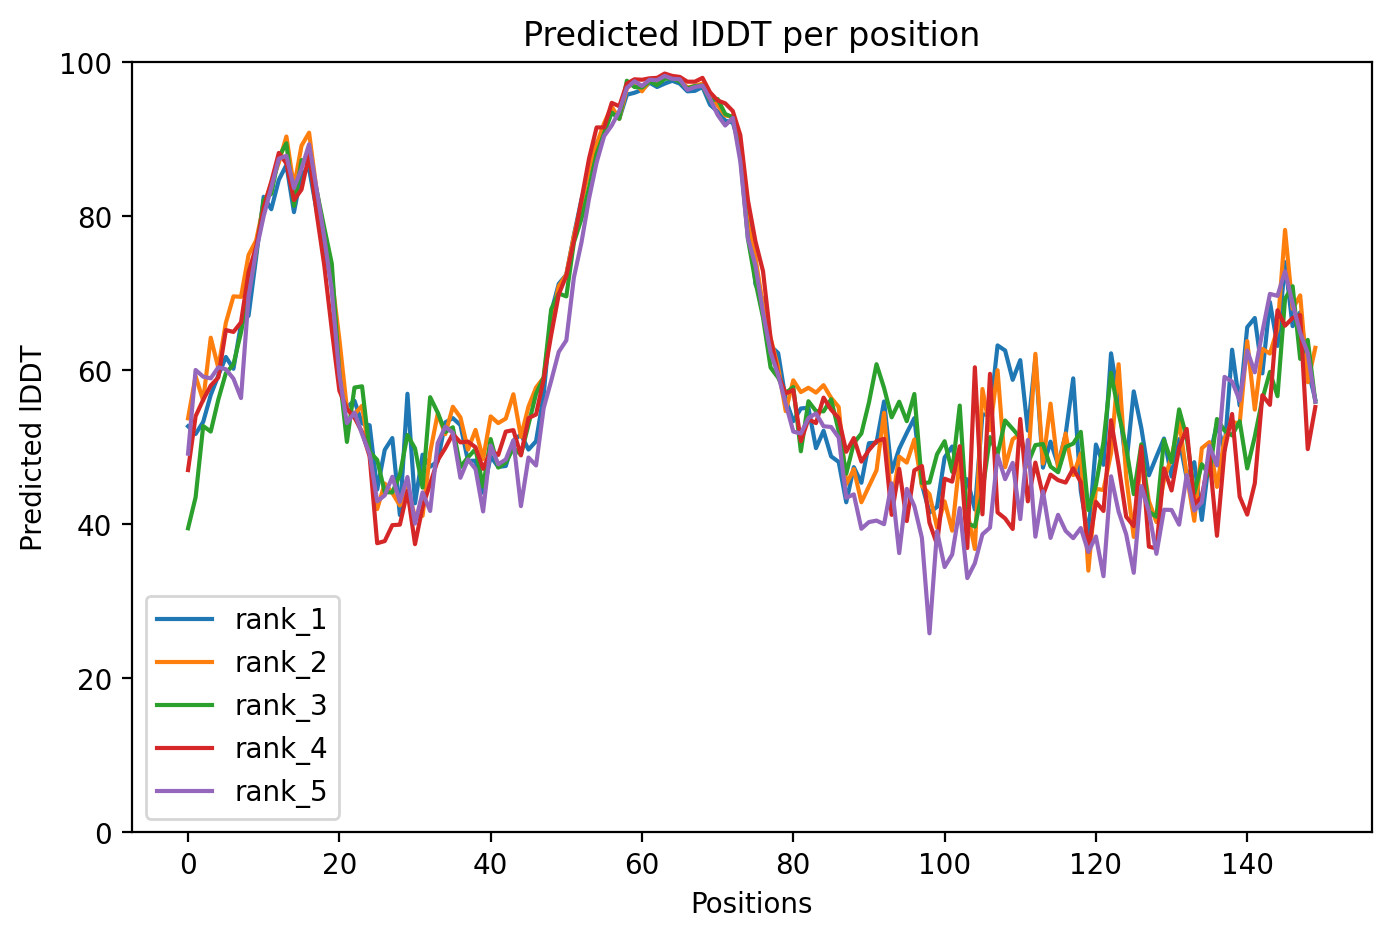 Predicted lDDT per position
100
80
60
40
20
0
Predicted lDDT
rank_1
rank_2
rank_3
rank_4
rank_5
0 20 40 60 80 100 120 140
Positions